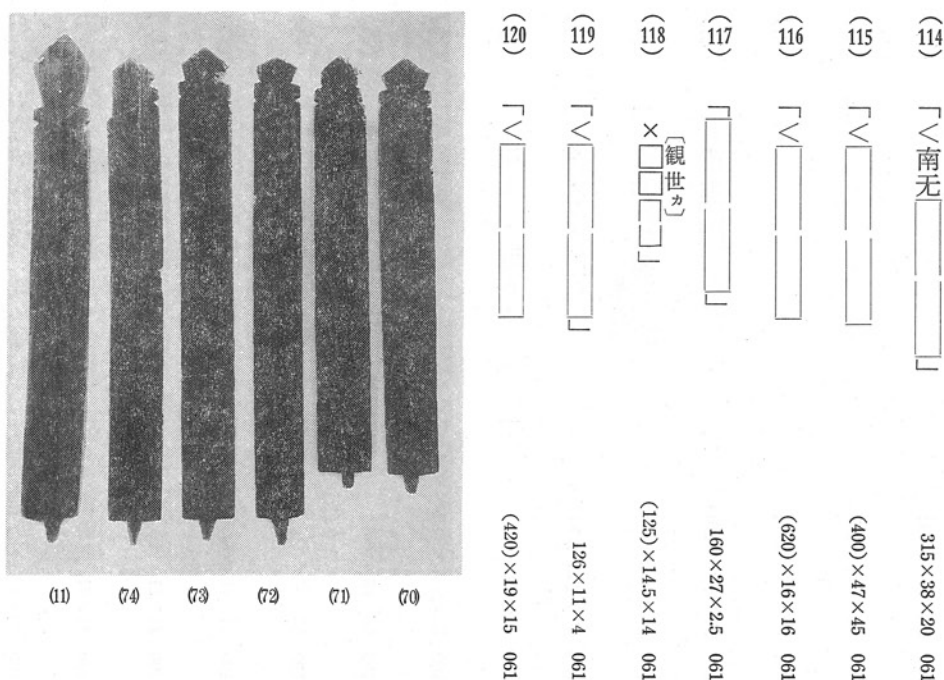 (114) 「∨南无[　　]」 315×38×20 061
(115) 「∨[　　] (400)×47×45 061
(116) 「∨[　　] (620)×16×16 061
(117) 「[　　]」 160×27×2.5 061
(118) ×□□[　]」 (125)×14.5×14 061
〔観世ヵ〕
(119) 「∨[　　]」 126×11×4 061
(120) 「∨[　　] (420)×19×15 061
(11) (74) (73) (72) (71) (70)